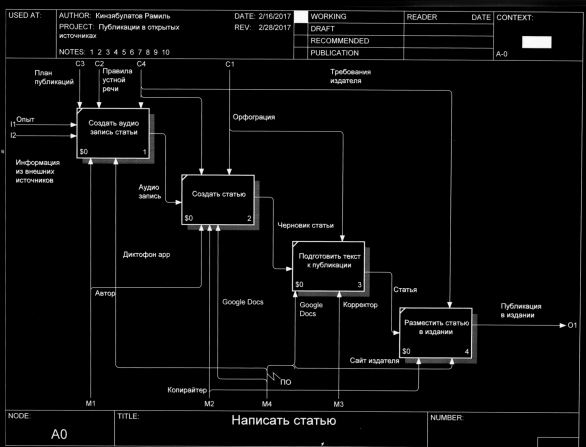 USED AT:
AUTHOR: Кинзябулатов Рамиль
DATE: 2/16/2017
PROJECT: Публикации в открытых
источниках
REV: 2/28/2017
NOTES: 1 2 3 4 5 6 7 8 9 10
WORKING
DRAFT
RECOMMENDED
PUBLICATION
READER
DATE
CONTEXT:
A-0
C3
C2
C4
C1
План
публикаций
Правила
устной
речи
Требования
издателя
I1
Опыт
I2
Создать аудио
запись статьи
$0
1
Орфограция
Информация
из внешних
источников
Аудио
запись
Создать статью
$0
2
Черновик статьи
Диктофон app
Подготовить текст
к публикации
$0
3
Автор
Google Docs
Google
Docs
Корректор
Статья
Разместить статью
в издании
$0
4
Публикация
в издании
O1
Сайт издателя
ПО
Копирайтер
M1
M2
M4
M3
NODE:
A0
TITLE:
Написать статью
NUMBER: